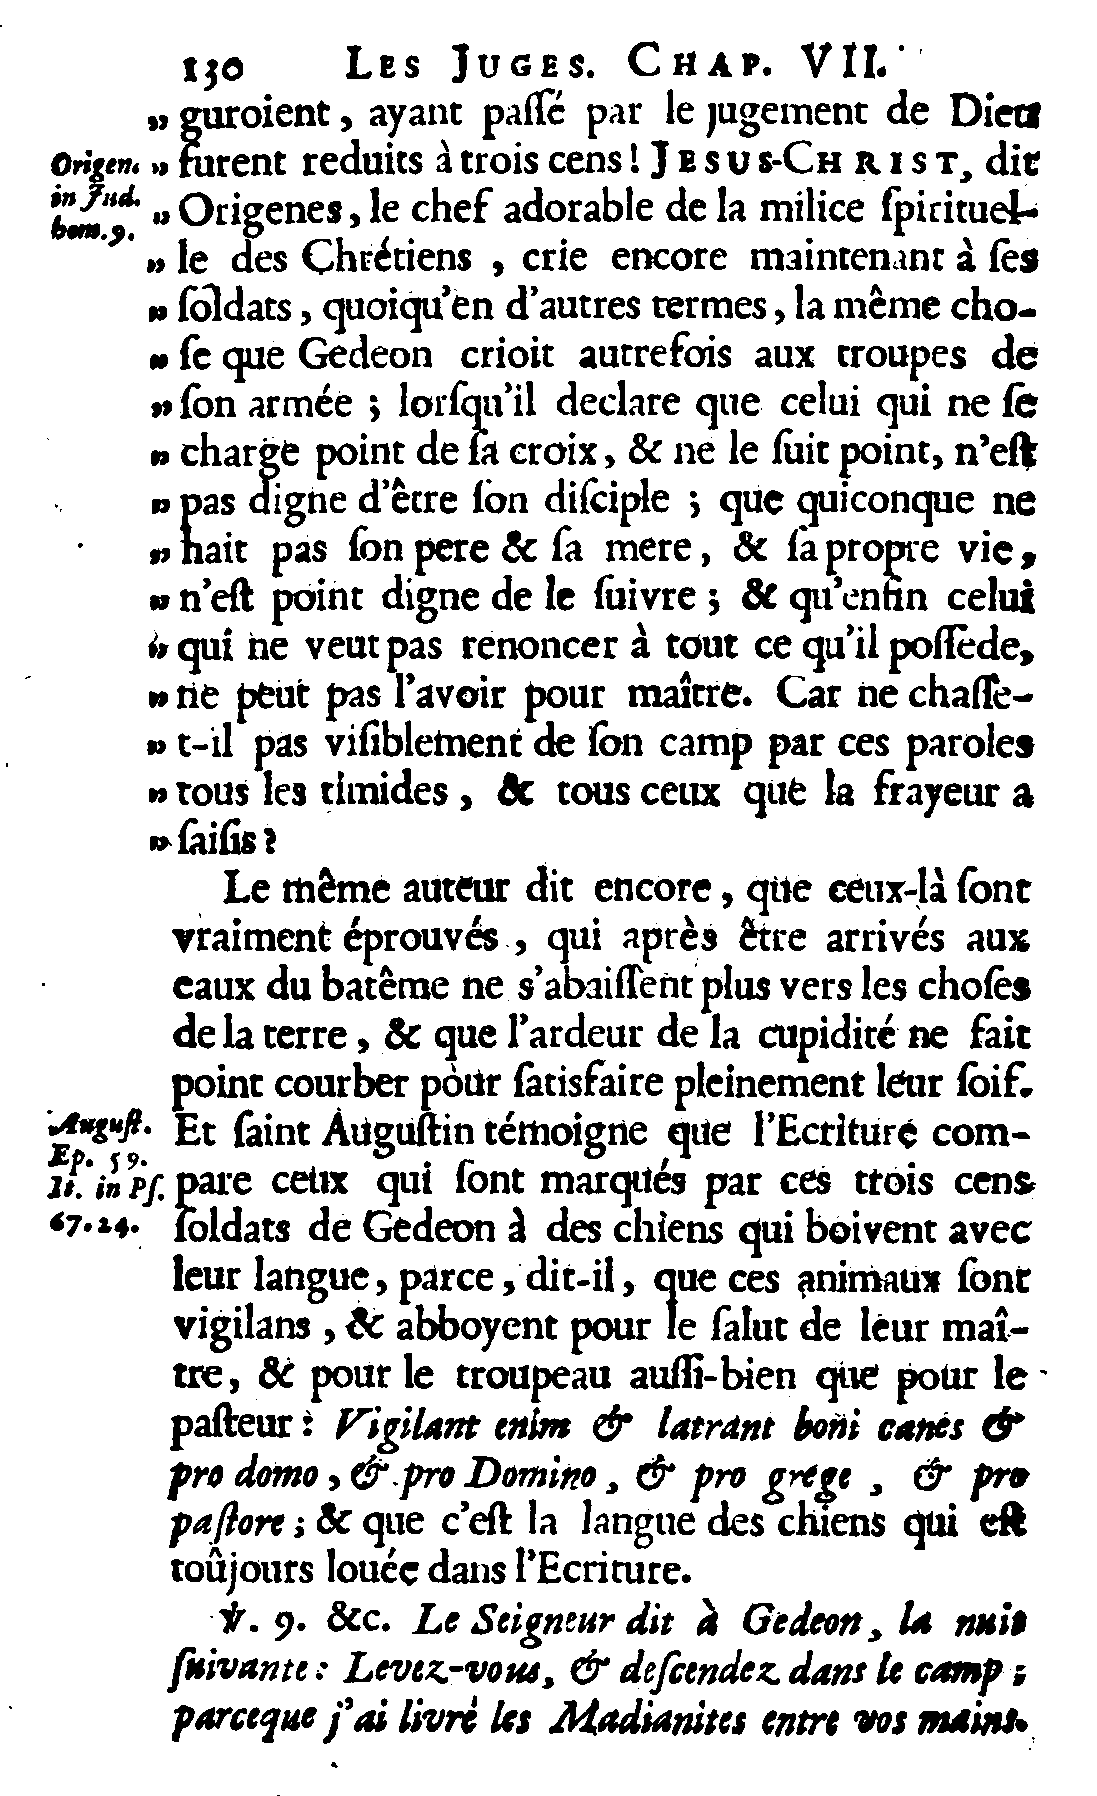 130 LES JUGES. CHAP. VII.
„ guroient, ayant paſſé par le jugement de Dieu
Origen. „ furent reduits à trois cens! JESUS-CHRIST, dit
in Jud. „ Origenes, le chef adorable de la milice ſpirituel-
hom. 9. „ le des Chrétiens, crie encore maintenant à ſes
„ ſoldats, quoiqu'en d'autres termes, la même cho-
„ ſe que Gedeon crioit autrefois aux troupes de
„ ſon armée; lorſqu'il declare que celui qui ne ſe
„ charge point de ſa croix, & ne le ſuit point, n'eſt
„ pas digne d'être ſon diſciple; que quiconque ne
„ hait pas ſon pere & ſa mere, & ſa propre vie,
„ n'eſt point digne de le ſuivre; & qu'enfin celui
„ qui ne veut pas renoncer à tout ce qu'il poſſede,
„ ne peut pas l'avoir pour maître. Car ne chaſſe-
„ t-il pas viſiblement de ſon camp par ces paroles
„ tous les timides, & tous ceux que la frayeur a
„ ſaiſis?
Le même auteur dit encore, que ceux-là ſont
vraiment éprouvés, qui après être arrivés aux
eaux du batême ne s'abaiſſent plus vers les choſes
de la terre, & que l'ardeur de la cupidité ne fait
point courber pour ſatisfaire pleinement leur ſoif.
Auguſt. Et ſaint Auguſtin témoigne que l'Ecriture com-
Ep. 59.
It. in Pſ. pare ceux qui ſont marqués par ces trois cens
67. 24. ſoldats de Gedeon à des chiens qui boivent avec
leur langue, parce, dit-il, que ces animaux ſont
vigilans, & abboyent pour le ſalut de leur maî-
tre, & pour le troupeau auſſi-bien que pour le
paſteur: Vigilant enim & latrant boni canes &
pro domo, & pro Domino, & pro grege, & pro
paſtore; & que c'eſt la langue des chiens qui eſt
toûjours louée dans l'Ecriture.
℣. 9. &c. Le Seigneur dit à Gedeon, la nuit
ſuivante: Levez-vous, & deſcendez dans le camp;
parceque j'ai livré les Madianites entre vos mains.